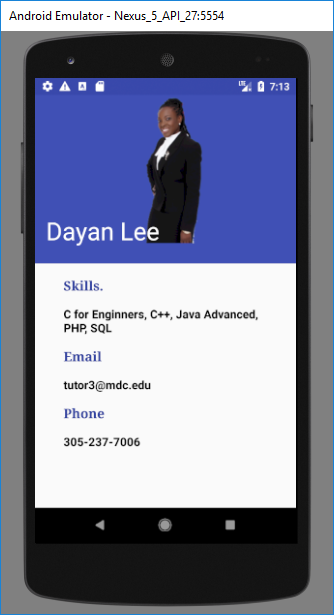 Android Emulator - Nexus_5_API_27:5554
LTE 7:13
Dayan Lee
Skills.
C for Enginners, C++, Java Advanced,
PHP, SQL
Email
tutor3@mdc.edu
Phone
305-237-7006